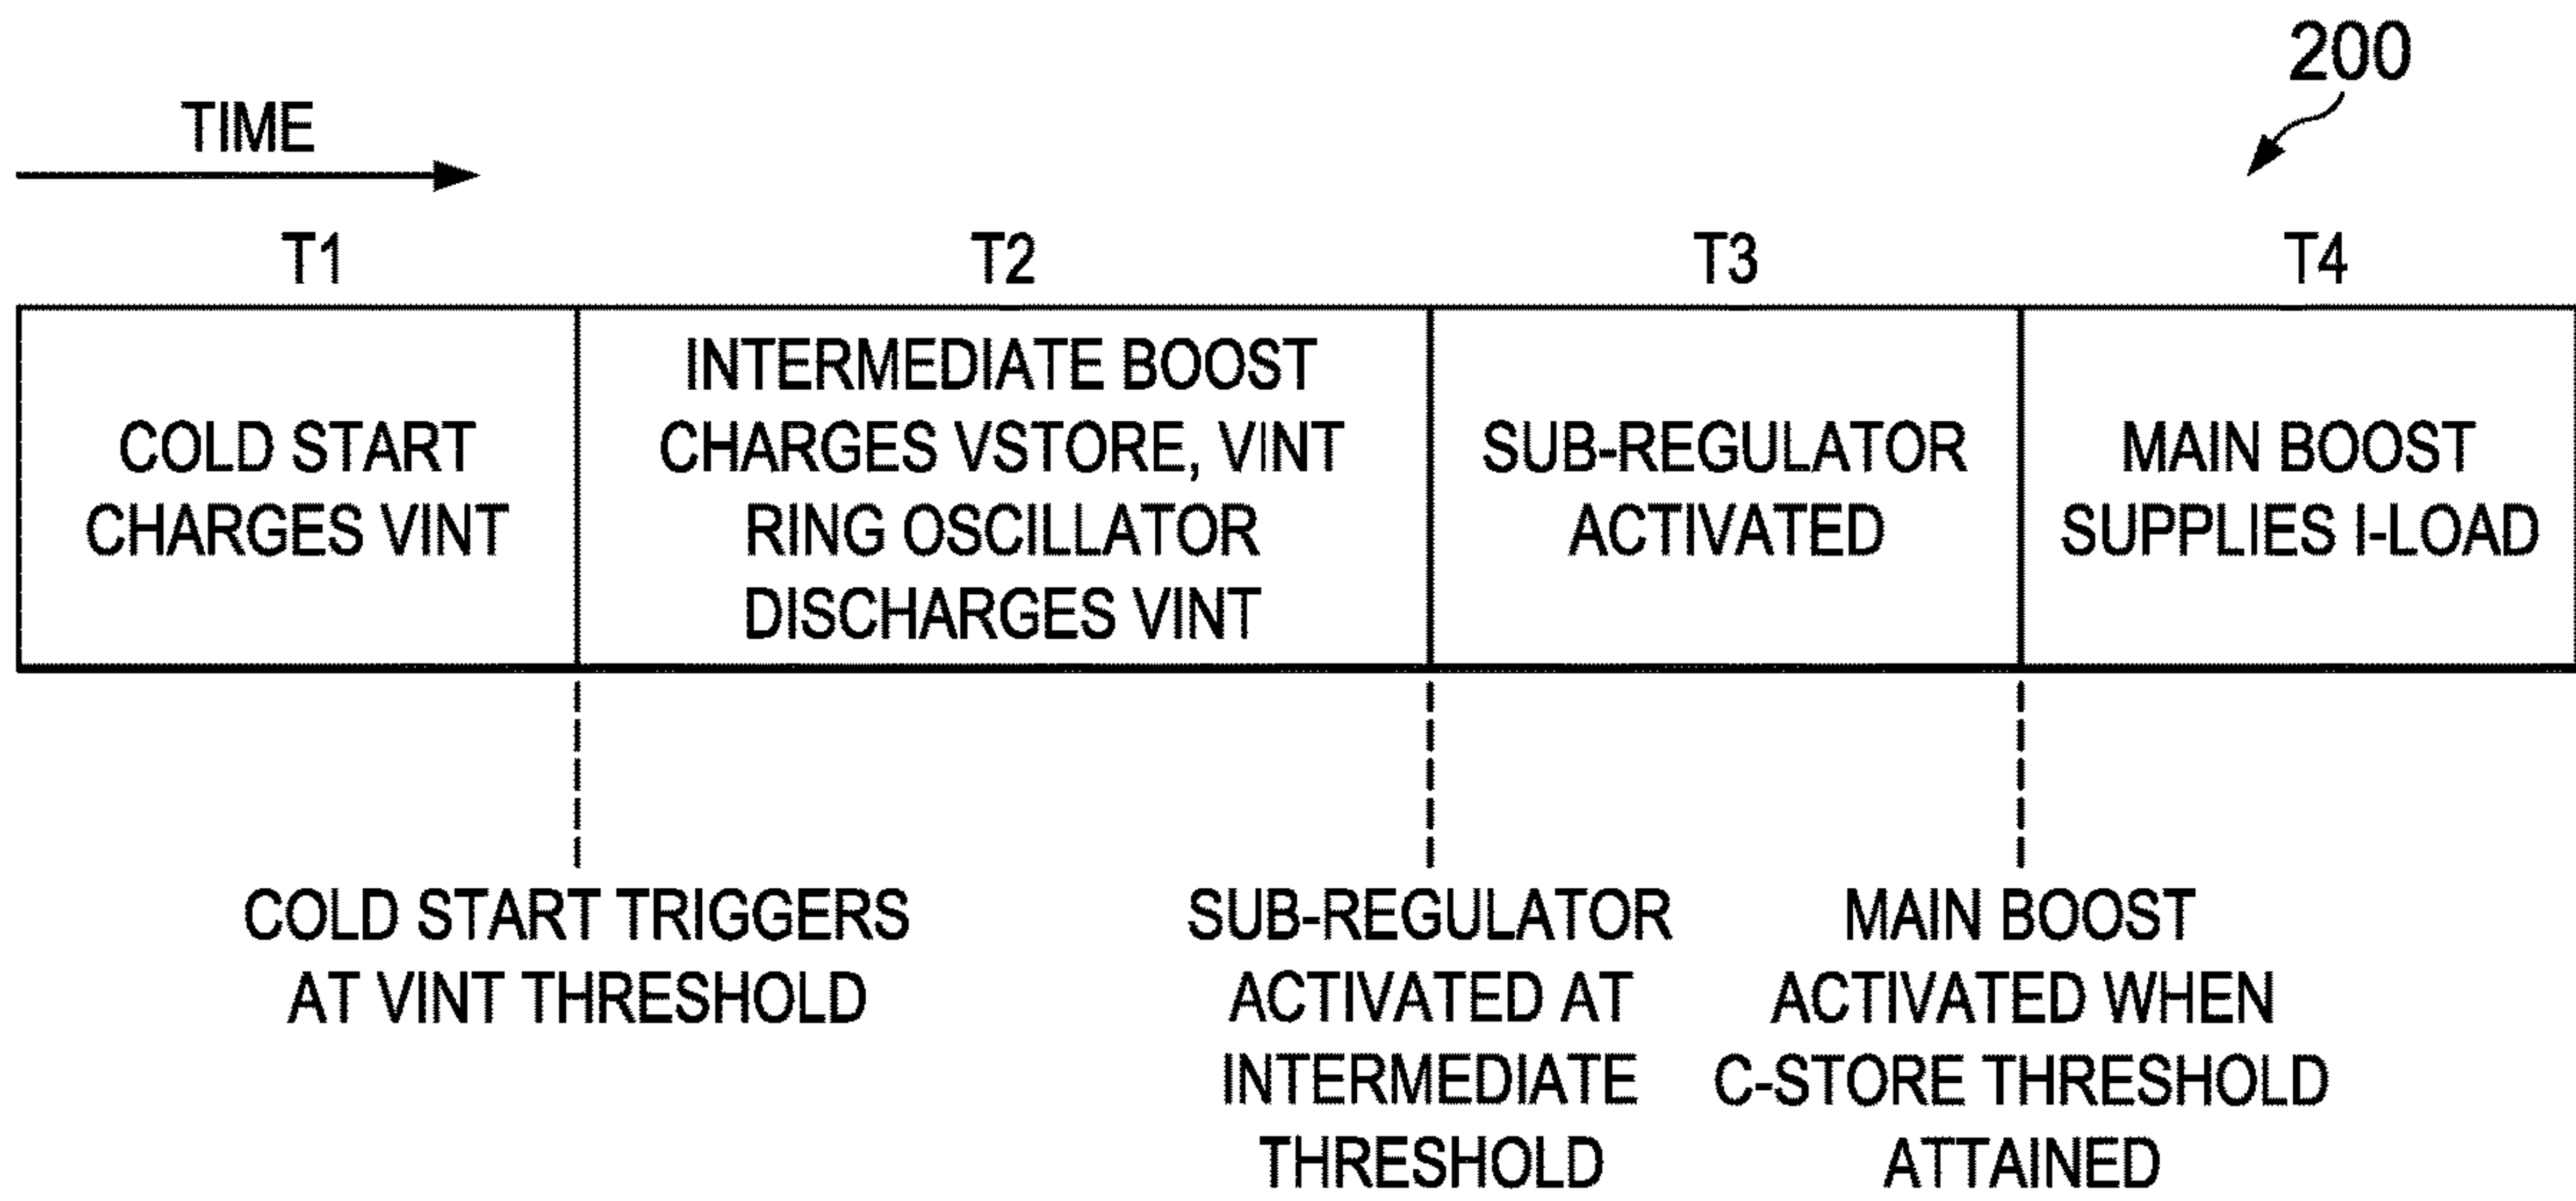 200
TIME
T1
T2
T3
T4
COLD START
CHARGES VINT
INTERMEDIATE BOOST
CHARGES VSTORE, VINT
RING OSCILLATOR
DISCHARGES VINT
SUB-REGULATOR
ACTIVATED
MAIN BOOST
SUPPLIES I-LOAD
COLD START TRIGGERS
AT VINT THRESHOLD
SUB-REGULATOR
ACTIVATED AT
INTERMEDIATE
THRESHOLD
MAIN BOOST
ACTIVATED WHEN
C-STORE THRESHOLD
ATTAINED